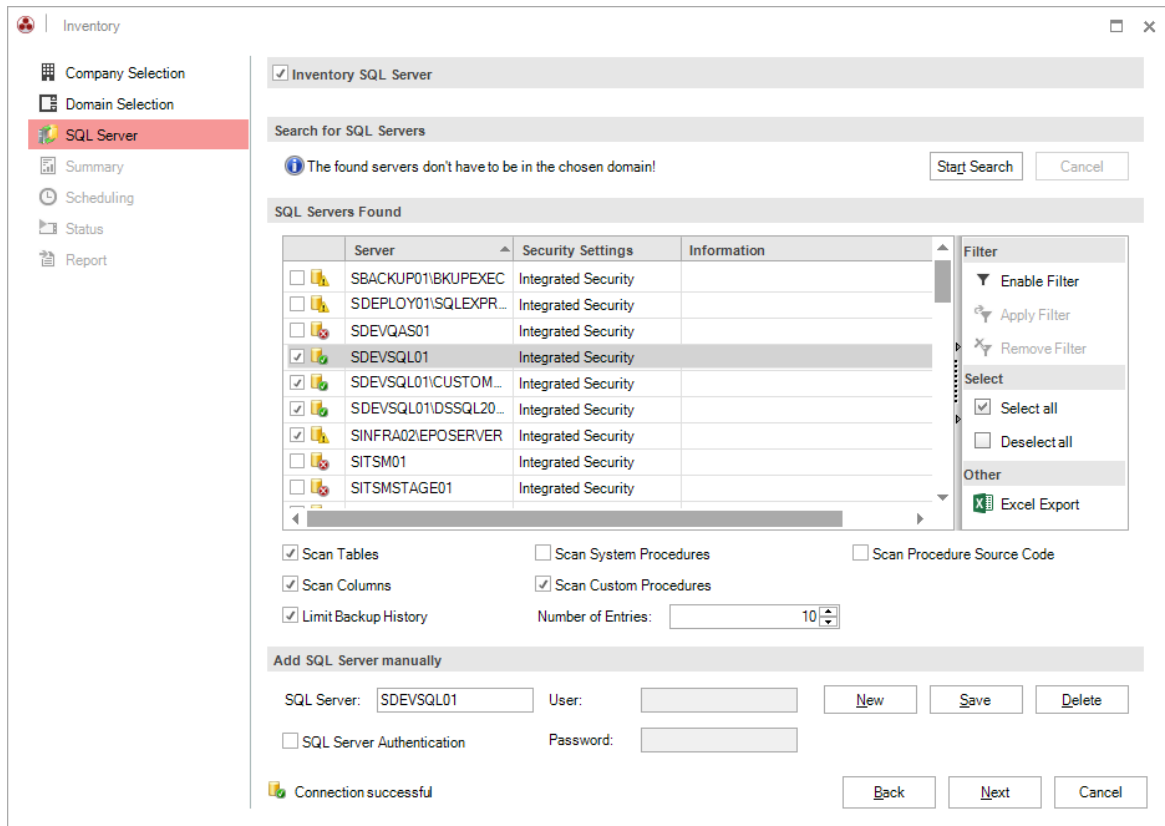 Inventory
Company Selection
Domain Selection
SQL Server
Summary
Scheduling
Status
Report
Inventory SQL Server
Search for SQL Servers
The found servers don't have to be in the chosen domain!
Start Search
Cancel
SQL Servers Found
Server Security Settings Information
SBACKUP01\BKUPEXEC Integrated Security
SDEPLOY01\SQLEXPR... Integrated Security
SDEVQAS01 Integrated Security
SDEVSQL01 Integrated Security
SDEVSQL01\CUSTOM... Integrated Security
SDEVSQL01\DSSQL20... Integrated Security
SINFRA02\EPOSERVER Integrated Security
SITSM01 Integrated Security
SITSMSTAGE01 Integrated Security
Filter
Enable Filter
Apply Filter
Remove Filter
Select
Select all
Deselect all
Other
Excel Export
Scan Tables Scan System Procedures Scan Procedure Source Code
Scan Columns Scan Custom Procedures
Limit Backup History Number of Entries: 10
Add SQL Server manually
SQL Server: SDEVSQL01 User: New Save Delete
SQL Server Authentication Password:
Connection successful Back Next Cancel